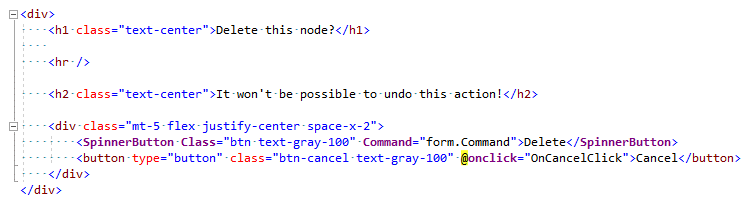 <div>
<h1 class="text-center">Delete this node?</h1>
<hr />
<h2 class="text-center">It won't be possible to undo this action!</h2>
<div class="mt-5 flex justify-center space-x-2">
<SpinnerButton Class="btn text-gray-100" Command="form.Command">Delete</SpinnerButton>
<button type="button" class="btn-cancel text-gray-100" @onclick="OnCancelClick">Cancel</button>
</div>
</div>